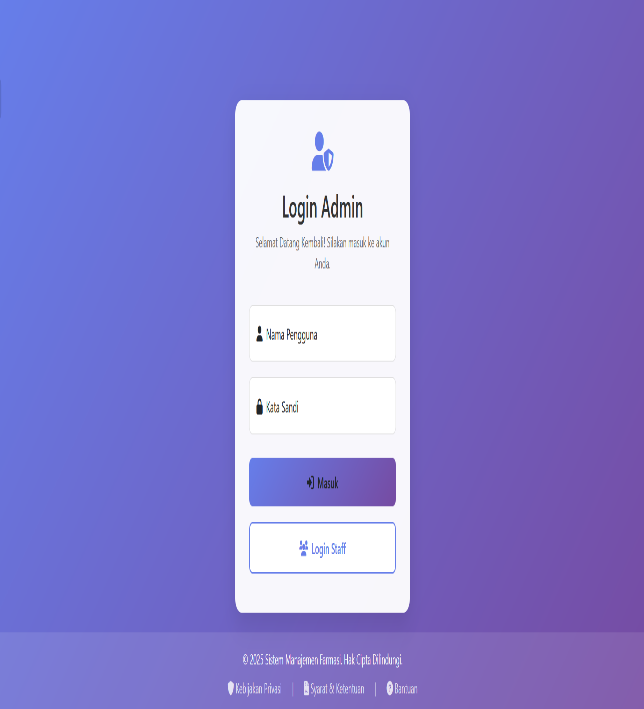 Login Admin
Selamat Datang Kembali! Silakan masuk ke akun
Anda.
Nama Pengguna
Kata Sandi
Masuk
Login Staff
© 2025 Sistem Manajemen Farmasi. Hak Cipta Dilindungi.
Kebijakan Privasi | Syarat & Ketentuan | Bantuan